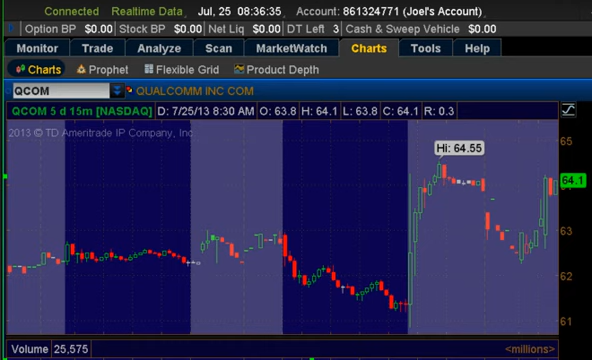 Connected Realtime Data Jul, 25 08:36:35 Account: 861324771 (Joel's Account)
Option BP $0.00 Stock BP $0.00 Net Liq $0.00 DT Left 3 Cash & Sweep Vehicle $0.00
Monitor Trade Analyze Scan MarketWatch Charts Tools Help
Charts Prophet Flexible Grid Product Depth
QCOM QUALCOMM INC COM
QCOM 5 d 15m [NASDAQ] D: 7/25/13 8:30 AM O: 63.8 H: 64.1 L: 63.8 C: 64.1 R: 0.3
2013 © TD Ameritrade IP Company, Inc.
65
Hi: 64.55
64.1
63
62
61
Volume 25,575 <millions>